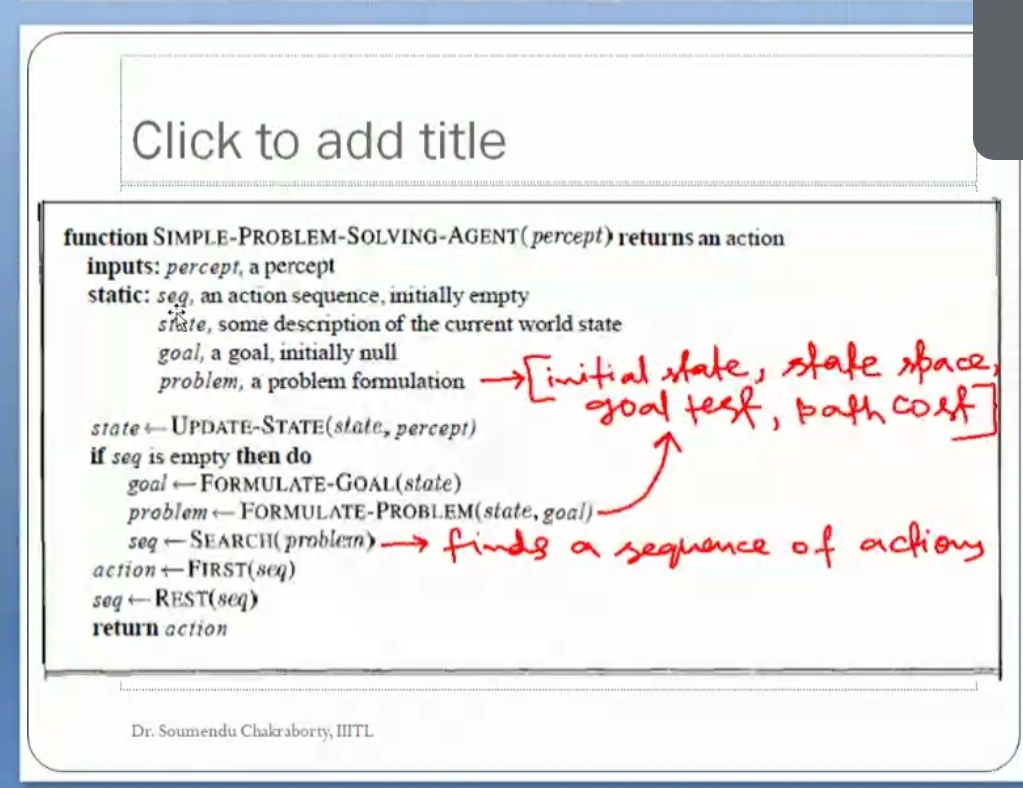 Click to add title
function SIMPLE-PROBLEM-SOLVING-AGENT(percept) returns an action
inputs: percept, a percept
static: seq, an action sequence, initially empty
state, some description of the current world state
goal, a goal, initially null
problem, a problem formulation → [initial state, state space,
goal test, path cost]
state ← UPDATE-STATE(state, percept)
if seq is empty then do
goal ← FORMULATE-GOAL(state)
problem ← FORMULATE-PROBLEM(state, goal)
seq ← SEARCH(problem) → finds a sequence of actions
action ← FIRST(seq)
seq ← REST(seq)
return action
Dr. Soumendu Chakraborty, IIITL